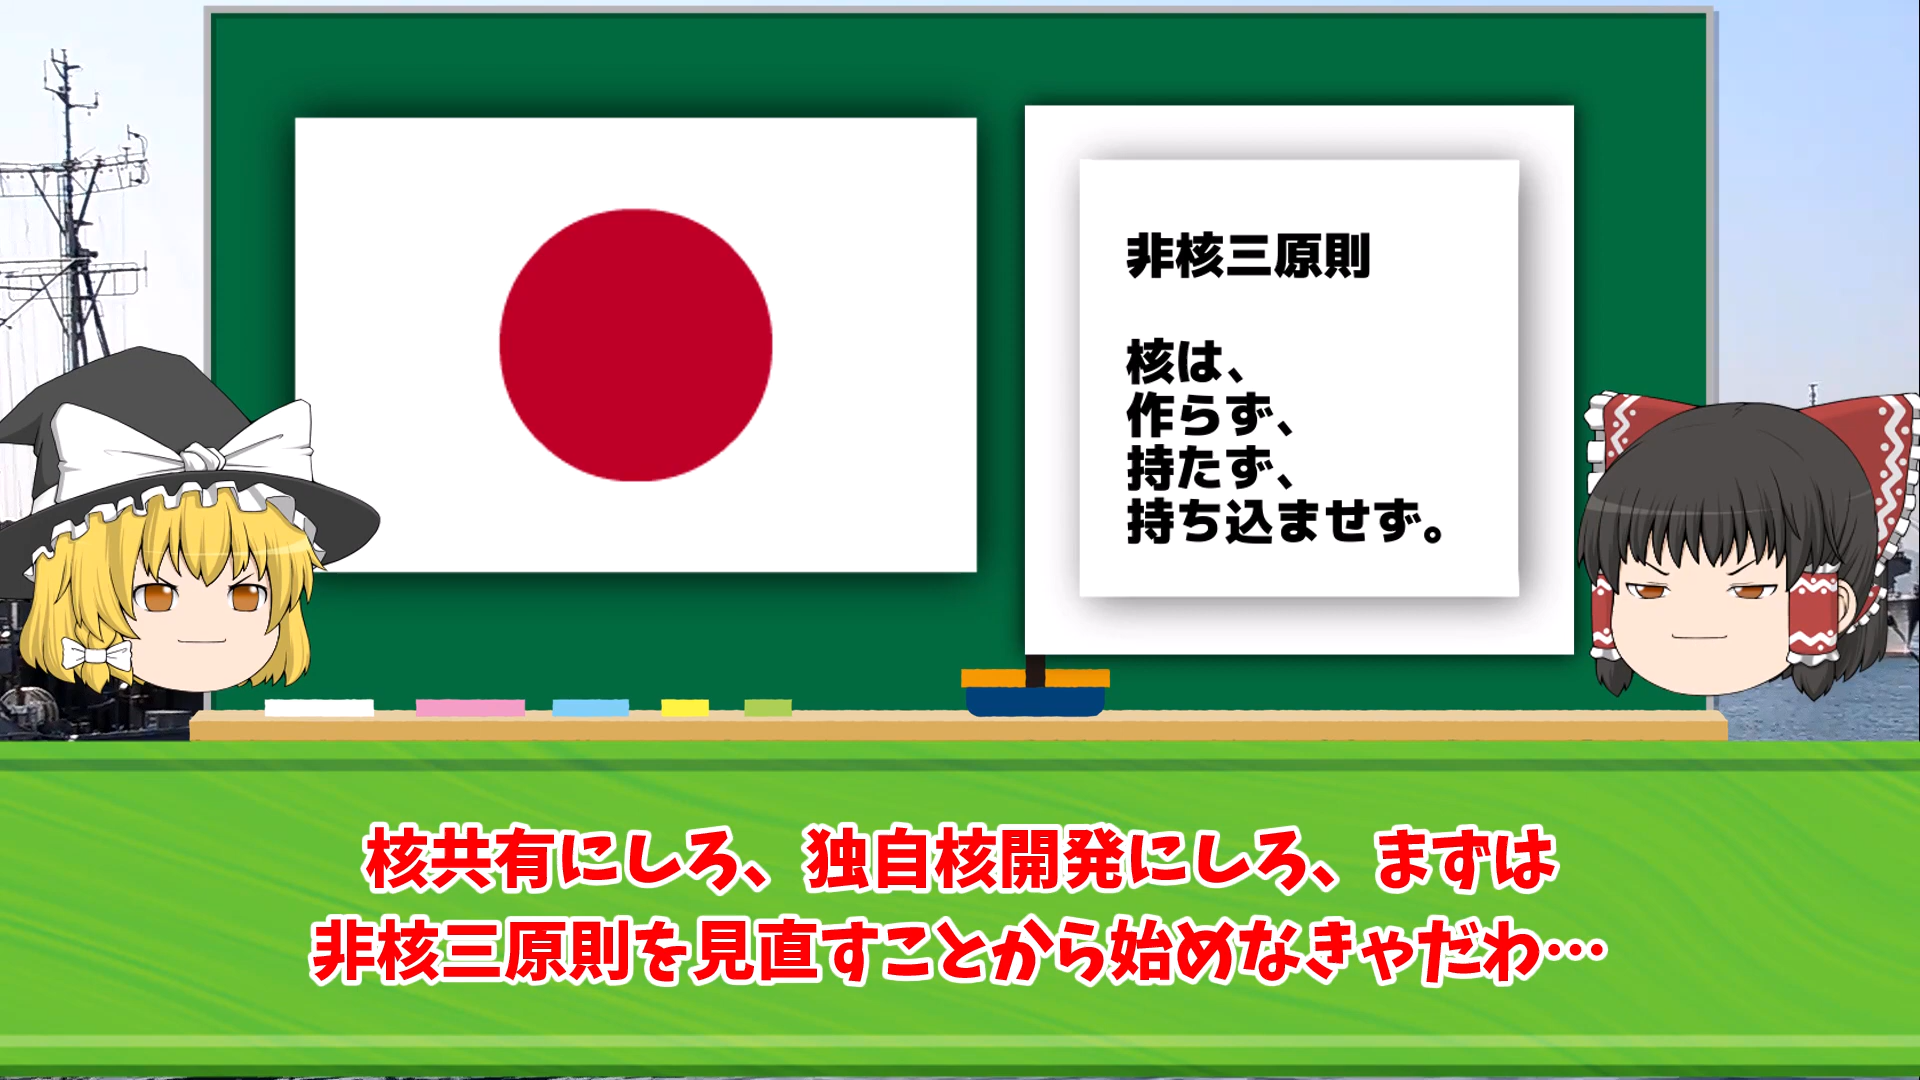 非核三原則
核は、
作らず、
持たず、
持ち込ませず。
核共有にしろ、独自核開発にしろ、まずは
非核三原則を見直すことから始めなきゃだわ…